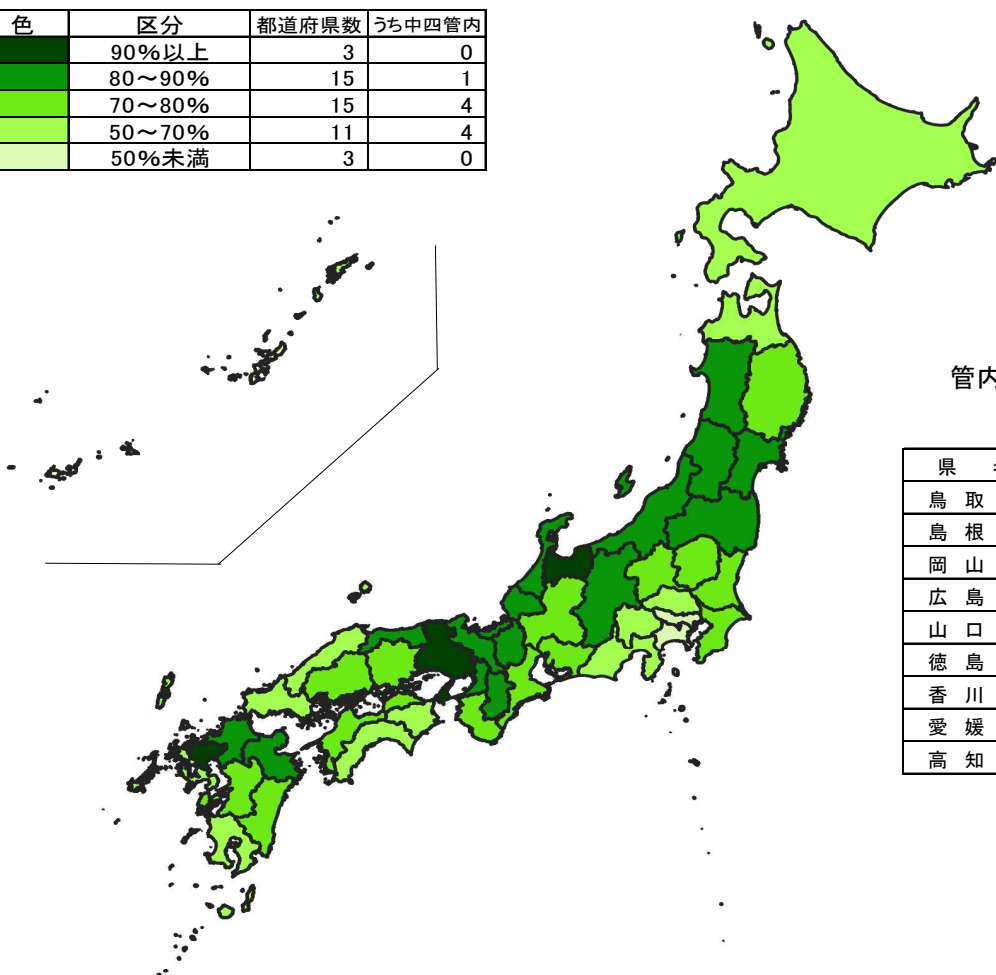 色 区分 都道府県数 うち中四管内
90%以上 3 0
80～90% 15 1
70～80% 15 4
50～70% 11 4
50%未満 3 0
管内
県
鳥 取
島 根
岡 山
広 島
山 口
徳 島
香 川
愛 媛
高 知